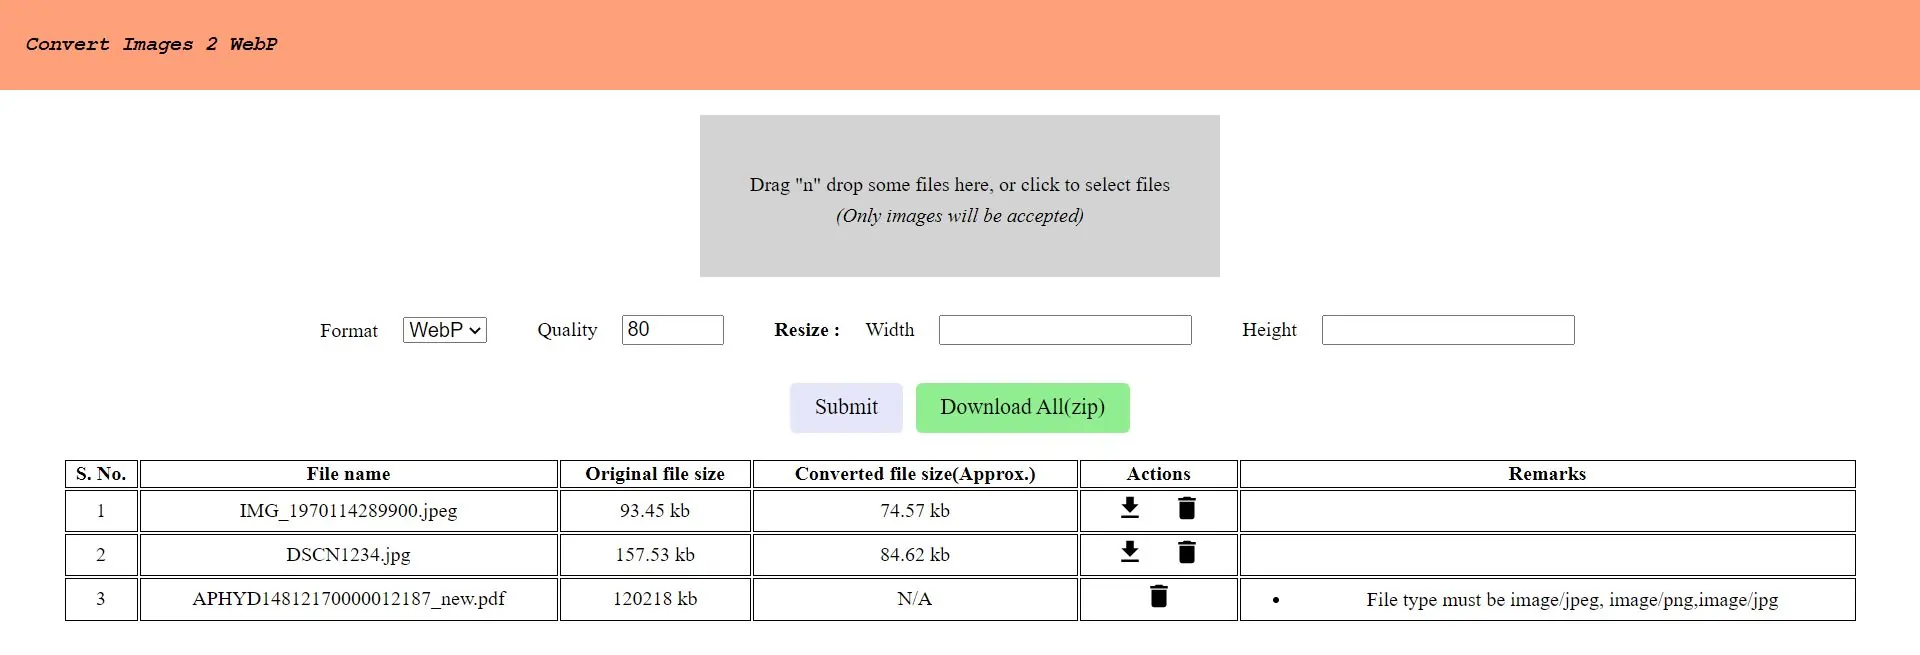 Convert Images 2 WebP
Drag "n" drop some files here, or click to select files
(Only images will be accepted)
Format WebP Quality 80 Resize : Width Height
Submit Download All(zip)
S. No. File name Original file size Converted file size(Approx.) Actions Remarks
1 IMG_1970114289900.jpeg 93.45 kb 74.57 kb
2 DSCN1234.jpg 157.53 kb 84.62 kb
3 APHYD14812170000012187_new.pdf 120218 kb N/A • File type must be image/jpeg, image/png,image/jpg